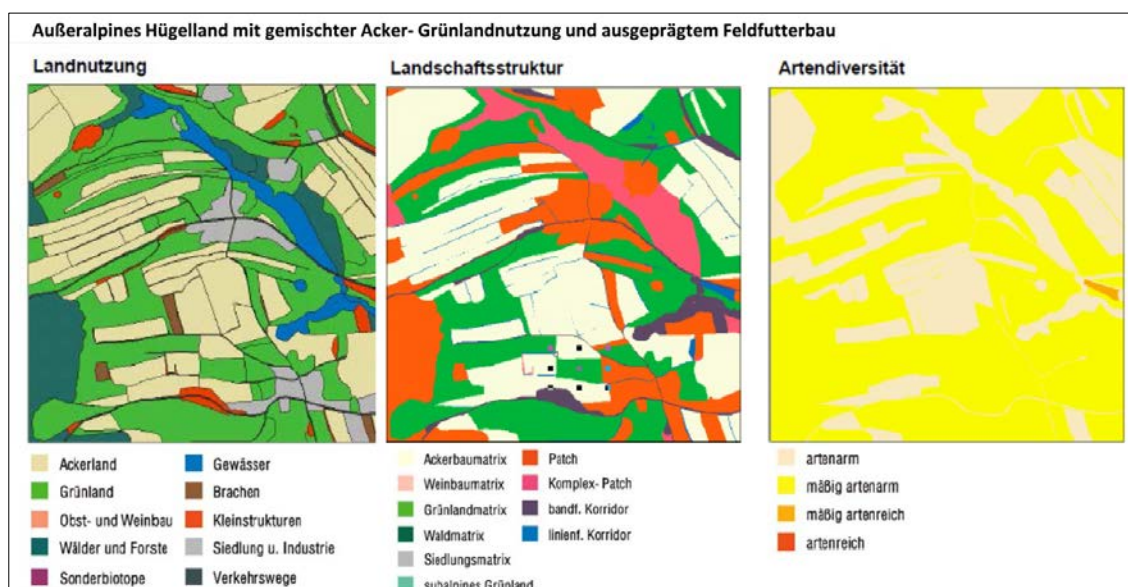 Außeralpines Hügelland mit gemischter Acker- Grünlandnutzung und ausgeprägtem Feldfutterbau
Landnutzung
Ackerland
Grünland
Obst- und Weinbau
Wälder und Forste
Sonderbiotope
Gewässer
Brachen
Kleinstrukturen
Siedlung u. Industrie
Verkehrswege
Landschaftsstruktur
Ackerbaumatrix
Weinbaumatrix
Grünlandmatrix
Waldmatrix
Siedlungsmatrix
subalpines Grünland
Patch
Komplex- Patch
bandf. Korridor
linienf. Korridor
Artendiversität
artenarm
mäßig artenarm
mäßig artenreich
artenreich